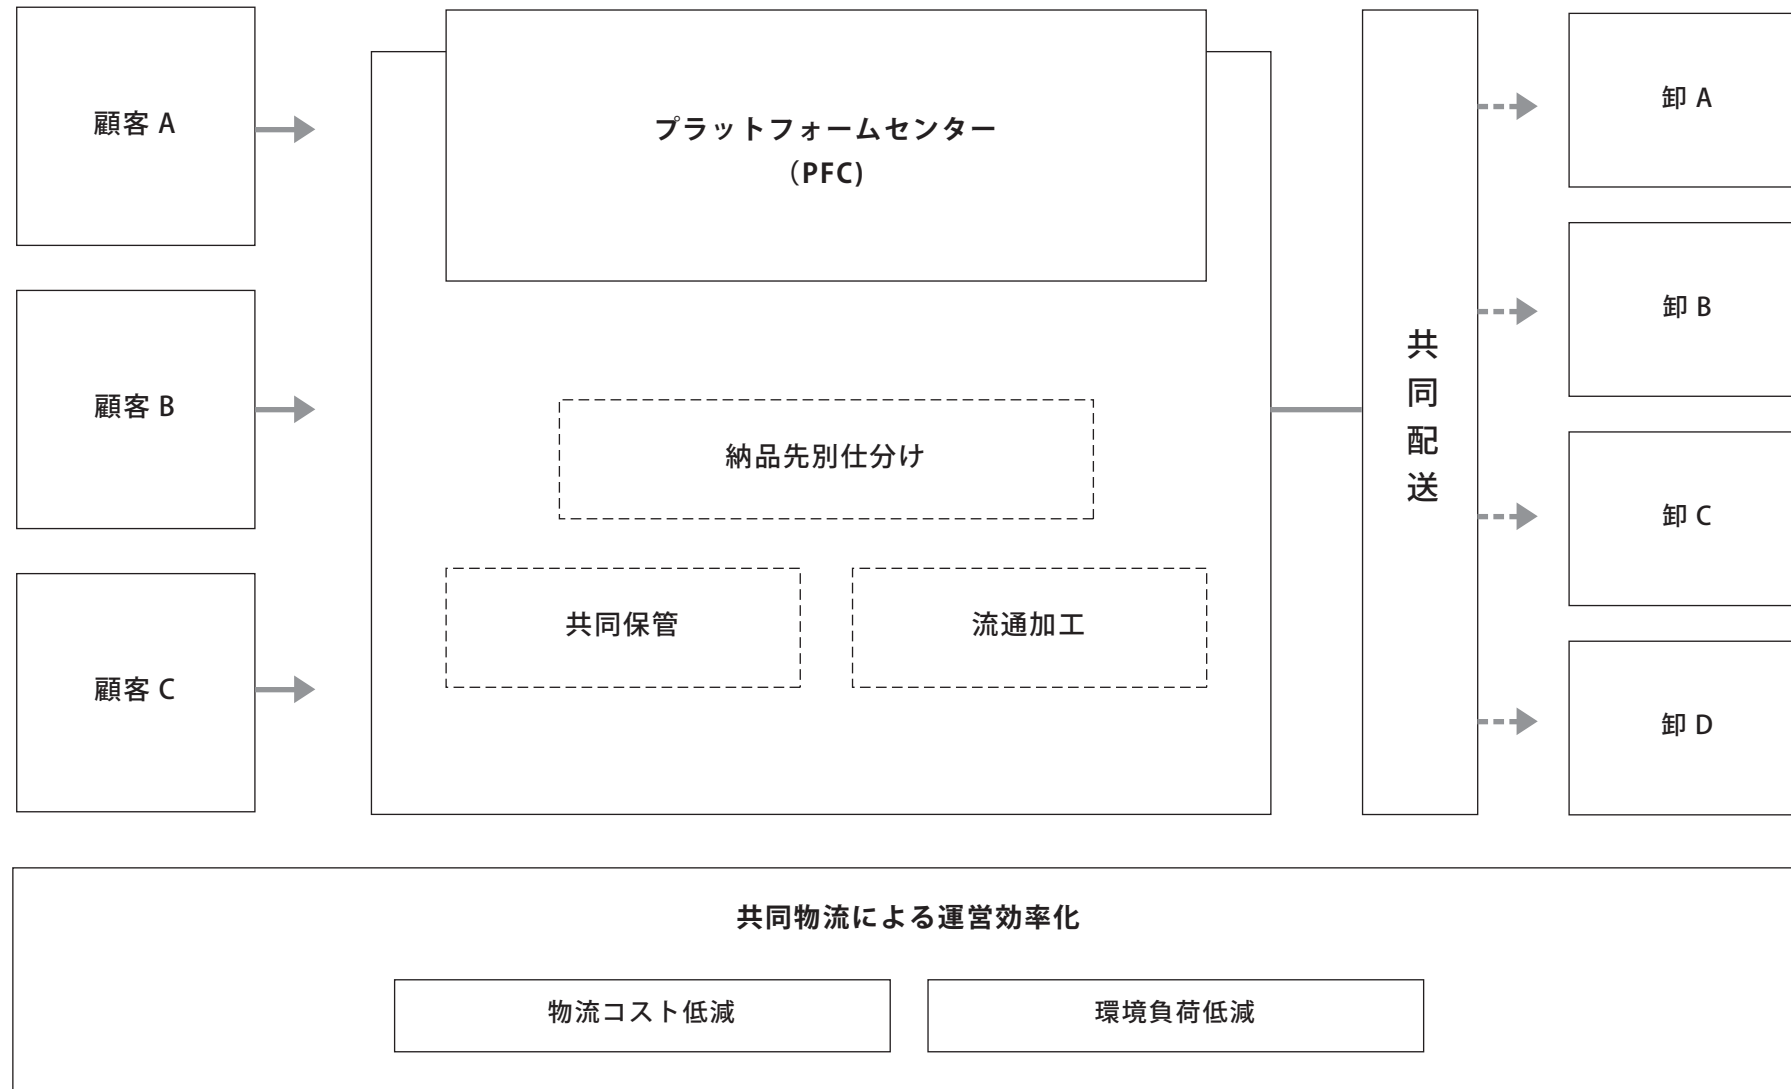 顧客 A
顧客 B
顧客 C
プラットフォームセンター
（PFC)
納品先別仕分け
共同保管
流通加工
共同配送
卸 A
卸 B
卸 C
卸 D
共同物流による運営効率化
物流コスト低減
環境負荷低減